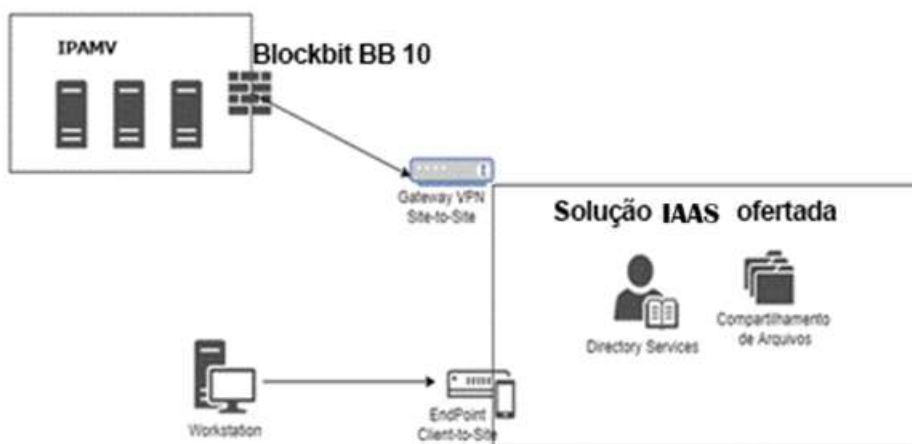 IPAMV
Blockbit BB 10
Gateway VPN
Site-to-Site
Solução IAAS ofertada
Directory Services
Compartilhamento
de Arquivos
Workstation
EndPoint
Client-to-Site